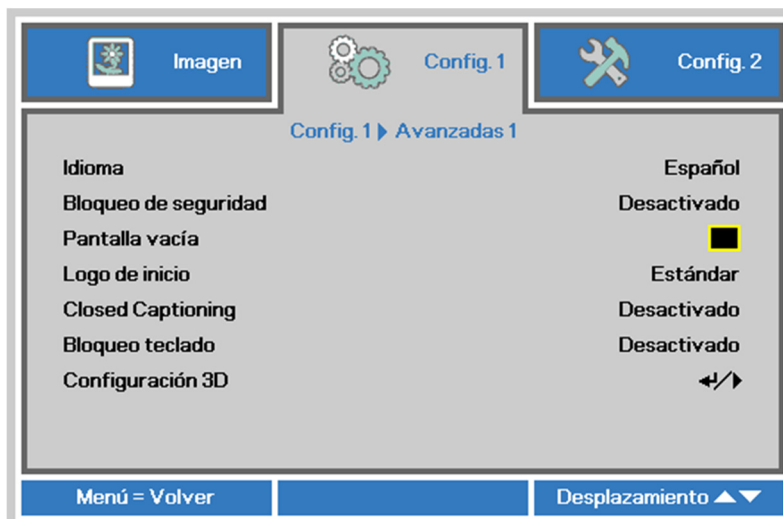 Imagen Config. 1 Config. 2
Config. 1 ▶ Avanzadas 1
Idioma Español
Bloqueo de seguridad Desactivado
Pantalla vacía
Logo de inicio Estándar
Closed Captioning Desactivado
Bloqueo teclado Desactivado
Configuración 3D ↵/▶
Menú = Volver Desplazamiento ▲▼